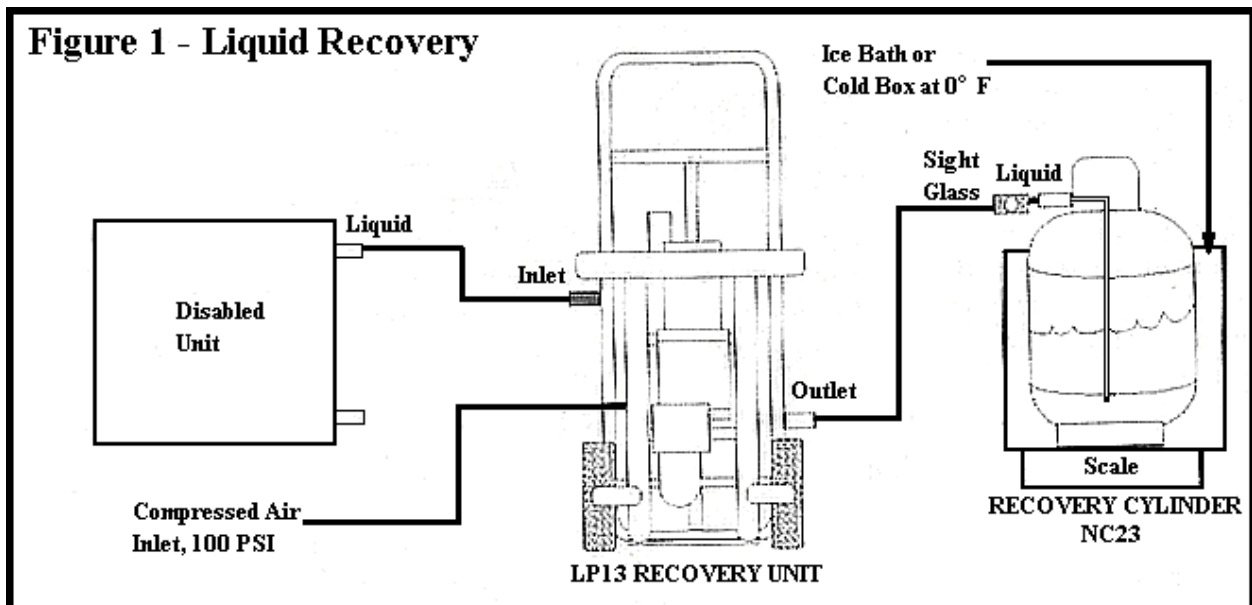 Figure 1 - Liquid Recovery
Ice Bath or
Cold Box at 0° F
Sight
Glass
Liquid
Liquid
Inlet
Disabled
Unit
Outlet
Compressed Air
Inlet, 100 PSI
Scale
RECOVERY CYLINDER
NC23
LP13 RECOVERY UNIT